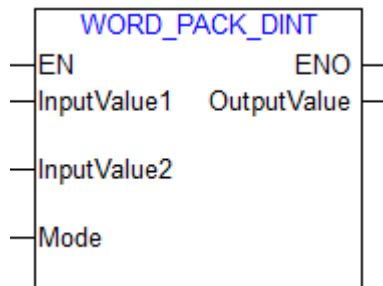 WORD_PACK_DINT
EN ENO
InputValue1 OutputValue
InputValue2
Mode